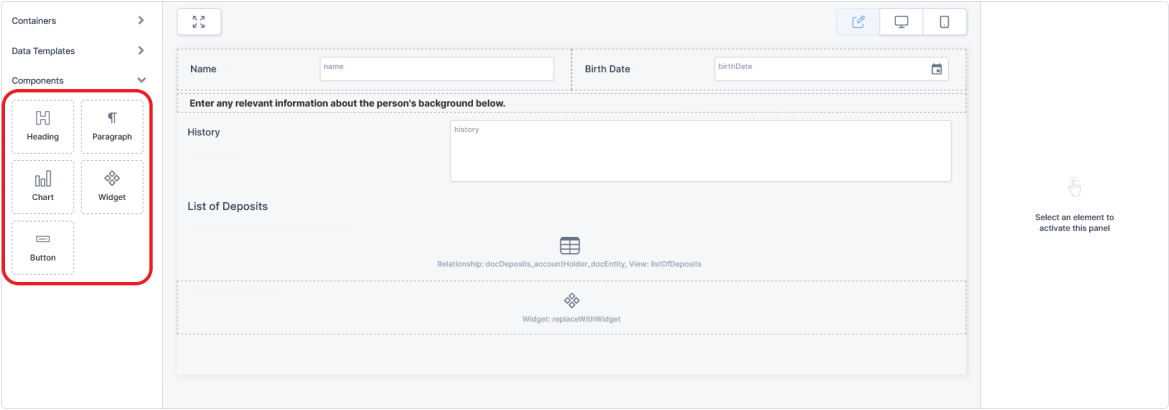 Containers
Data Templates
Components
Heading
Paragraph
Chart
Widget
Button
Name
name
Birth Date
birthDate
Enter any relevant information about the person's background below.
History
history
List of Deposits
Relationship: docDeposits_accountHolder_docEntity, View: listOfDeposits
Widget: replaceWithWidget
Select an element to
activate this panel